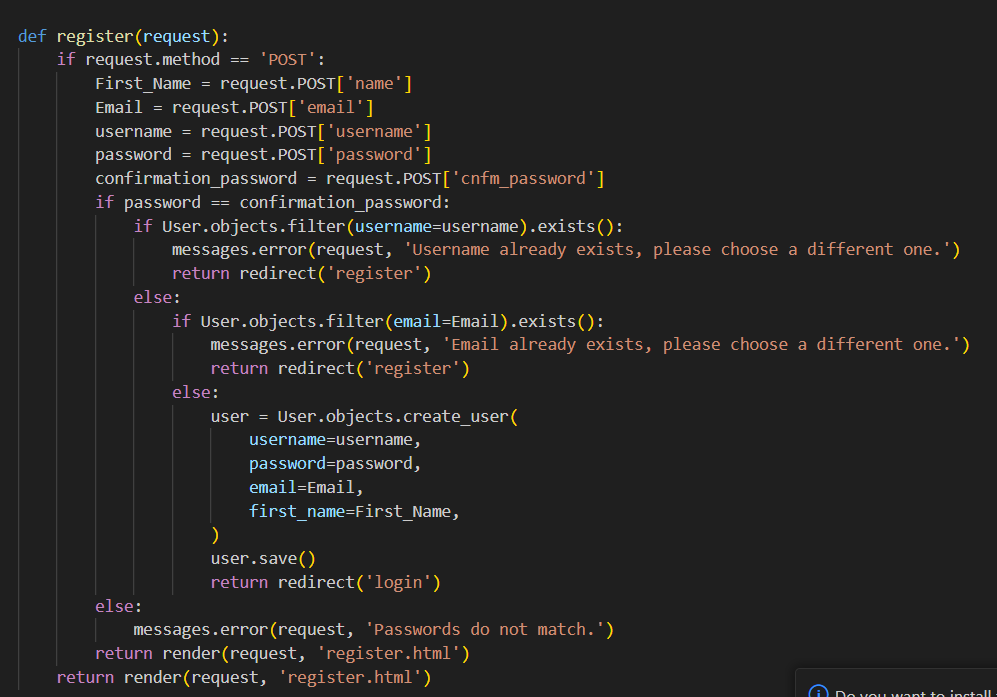 def register(request):
    if request.method == 'POST':
        First_Name = request.POST['name']
        Email = request.POST['email']
        username = request.POST['username']
        password = request.POST['password']
        confirmation_password = request.POST['cnfm_password']
        if password == confirmation_password:
            if User.objects.filter(username=username).exists():
                messages.error(request, 'Username already exists, please choose a different one.')
                return redirect('register')
            else:
                if User.objects.filter(email=Email).exists():
                    messages.error(request, 'Email already exists, please choose a different one.')
                    return redirect('register')
                else:
                    user = User.objects.create_user(
                        username=username,
                        password=password,
                        email=Email,
                        first_name=First_Name,
                    )
                    user.save()
                    return redirect('login')
        else:
            messages.error(request, 'Passwords do not match.')
        return render(request, 'register.html')
    return render(request, 'register.html')
Do you want to install